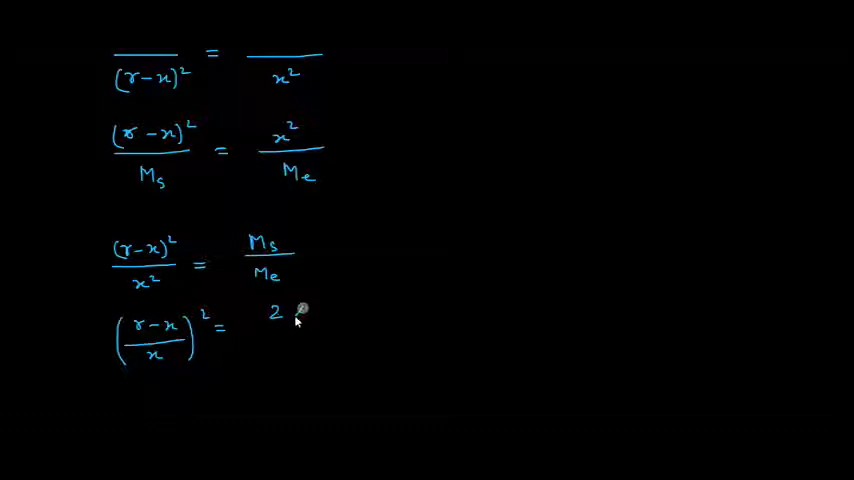 ――― = ―――
(r-x)² x²
(r-x)²/Ms = x²/Me
(r-x)²/x² = Ms/Me
((r-x)/x)² = 2